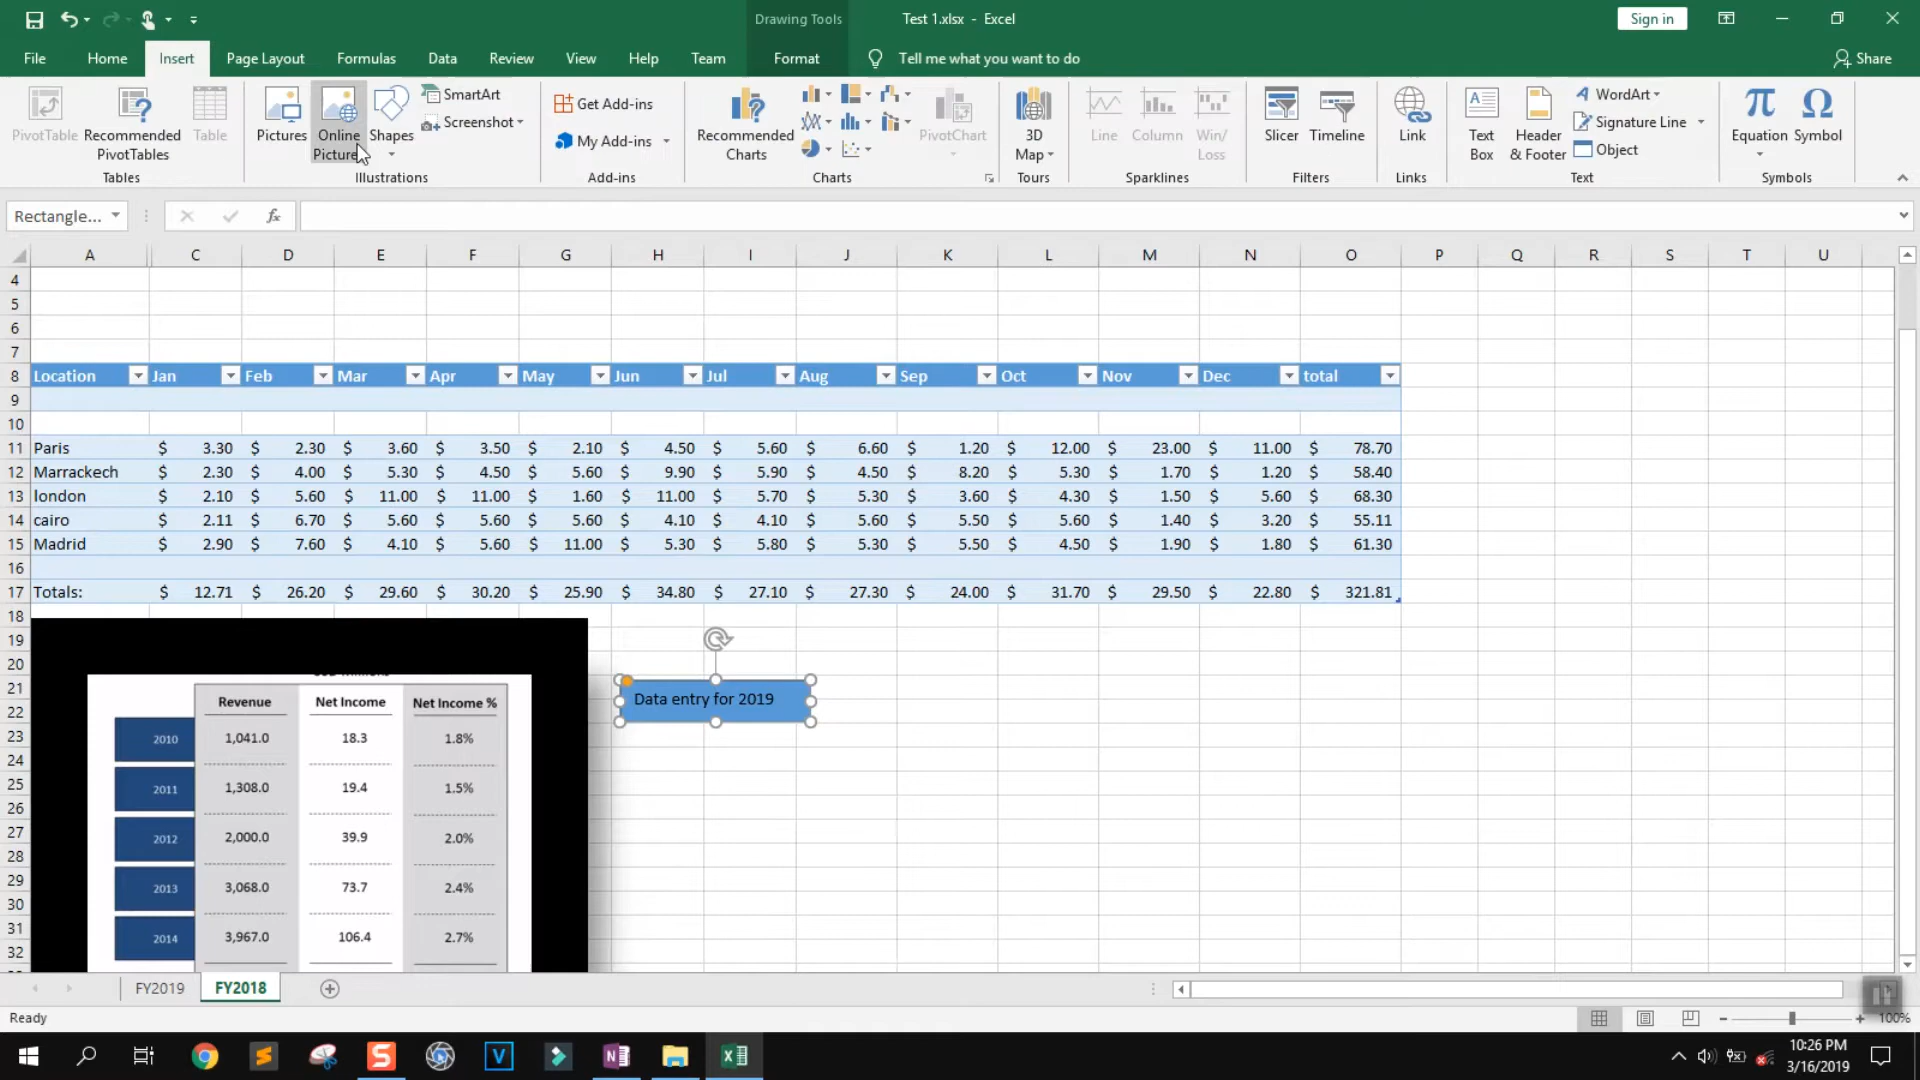 Drawing Tools
Test 1.xlsx - Excel
Sign in
File Home Insert Page Layout Formulas Data Review View Help Team Format Tell me what you want to do Share
PivotTable
Recommended PivotTables
Table
Tables
Pictures
Online Pictures
Shapes
SmartArt
Screenshot
Illustrations
Get Add-ins
My Add-ins
Add-ins
Recommended Charts
PivotChart
Charts
3D Map
Tours
Line
Column
Win/Loss
Sparklines
Slicer
Timeline
Filters
Link
Links
Text Box
Header & Footer
WordArt
Signature Line
Object
Text
Equation
Symbol
Symbols
Rectangle...
fx
A C D E F G H I J K L M N O P Q R S T U
4
5
6
7
8 Location Jan Feb Mar Apr May Jun Jul Aug Sep Oct Nov Dec total
9
10
11 Paris $ 3.30 $ 2.30 $ 3.60 $ 3.50 $ 2.10 $ 4.50 $ 5.60 $ 6.60 $ 1.20 $ 12.00 $ 23.00 $ 11.00 $ 78.70
12 Marrackech $ 2.30 $ 4.00 $ 5.30 $ 4.50 $ 5.60 $ 9.90 $ 5.90 $ 4.50 $ 8.20 $ 5.30 $ 1.70 $ 1.20 $ 58.40
13 london $ 2.10 $ 5.60 $ 11.00 $ 11.00 $ 1.60 $ 11.00 $ 5.70 $ 5.30 $ 3.60 $ 4.30 $ 1.50 $ 5.60 $ 68.30
14 cairo $ 2.11 $ 6.70 $ 5.60 $ 5.60 $ 5.60 $ 4.10 $ 4.10 $ 5.60 $ 5.50 $ 5.60 $ 1.40 $ 3.20 $ 55.11
15 Madrid $ 2.90 $ 7.60 $ 4.10 $ 5.60 $ 11.00 $ 5.30 $ 5.80 $ 5.30 $ 5.50 $ 4.50 $ 1.90 $ 1.80 $ 61.30
16
17 Totals: $ 12.71 $ 26.20 $ 29.60 $ 30.20 $ 25.90 $ 34.80 $ 27.10 $ 27.30 $ 24.00 $ 31.70 $ 29.50 $ 22.80 $ 321.81
18
19
20
21
22
23
24
25
26
27
28
29
30
31
32
Revenue Net Income Net Income %
2010 1,041.0 18.3 1.8%
2011 1,308.0 19.4 1.5%
2012 2,000.0 39.9 2.0%
2013 3,068.0 73.7 2.4%
2014 3,967.0 106.4 2.7%
Data entry for 2019
FY2019 FY2018
Ready
100%
10:26 PM
3/16/2019